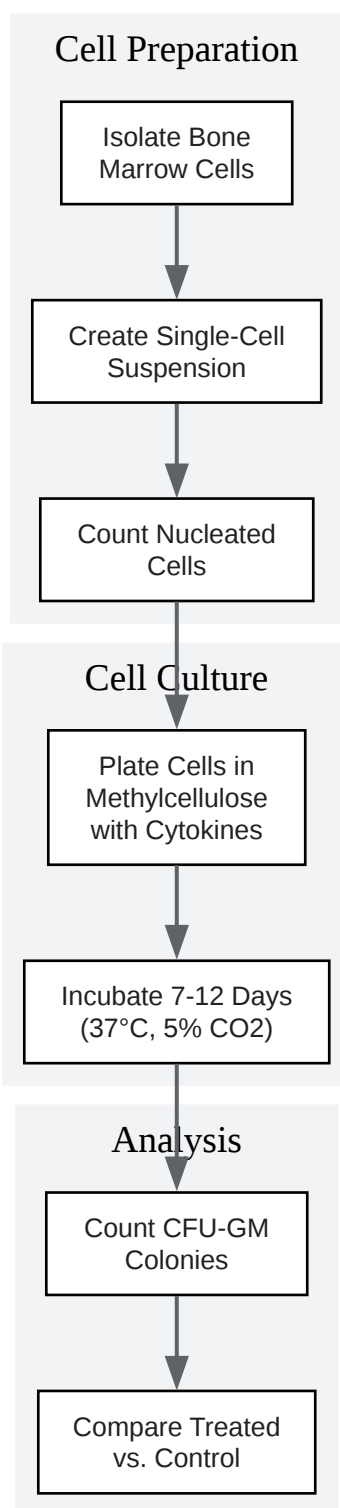 Cell Preparation
Isolate Bone
Marrow Cells
Create Single-Cell
Suspension
Count Nucleated
Cells
Cell Culture
Plate Cells in
Methylcellulose
with Cytokines
Incubate 7-12 Days
(37°C, 5% CO2)
Analysis
Count CFU-GM
Colonies
Compare Treated
vs. Control